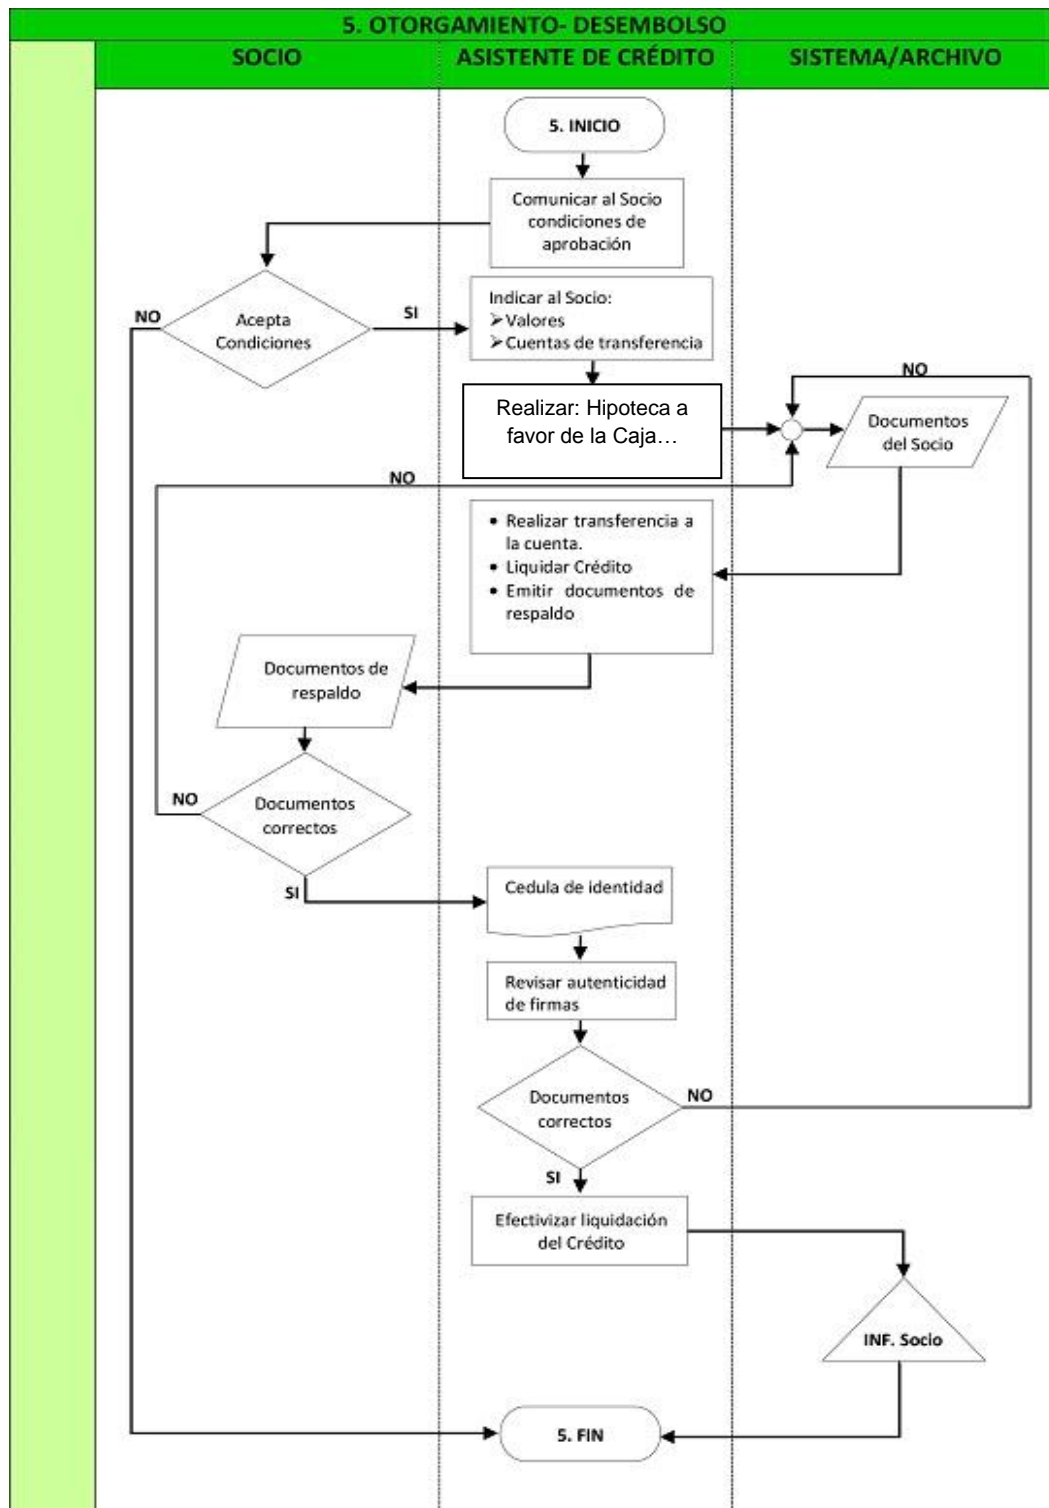 5. OTORGAMIENTO- DESEMBOLSO
SOCIO
ASISTENTE DE CRÉDITO
SISTEMA/ARCHIVO
5. INICIO
Comunicar al Socio
condiciones de
aprobación
NO
Acepta
Condiciones
SI
Indicar al Socio:
➢Valores
➢Cuentas de transferencia
NO
Realizar: Hipoteca a
favor de la Caja…
Documentos
del Socio
NO
• Realizar transferencia a
la cuenta.
• Liquidar Crédito
• Emitir documentos de
respaldo
Documentos de
respaldo
NO
Documentos
correctos
SI
Cedula de identidad
Revisar autenticidad
de firmas
Documentos
correctos
NO
SI
Efectivizar liquidación
del Crédito
INF. Socio
5. FIN